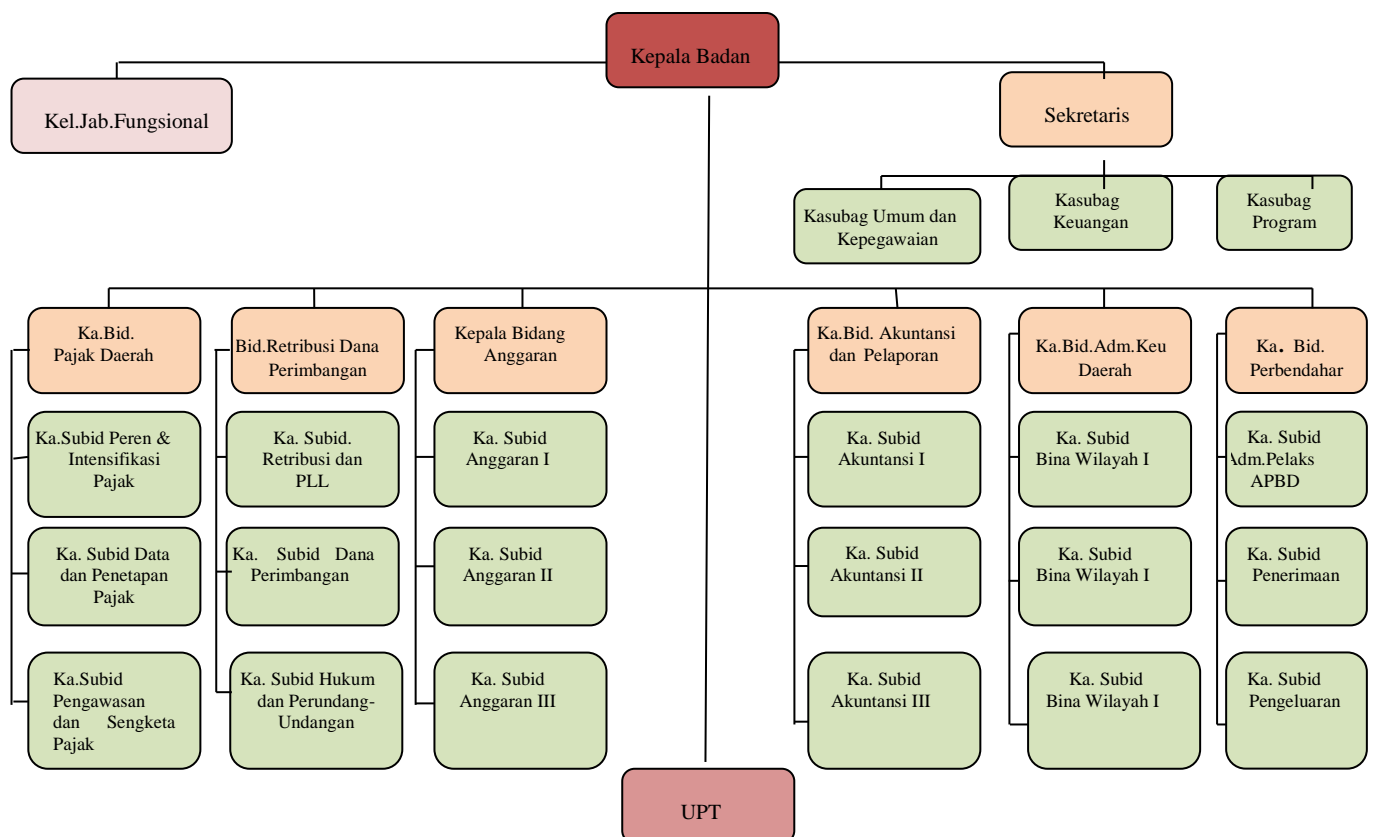 Kepala Badan
Kel.Jab.Fungsional
Sekretaris
Kasubag Umum dan
Kepegawaian
Kasubag
Keuangan
Kasubag
Program
Ka.Bid.
Pajak Daerah
Bid.Retribusi Dana
Perimbangan
Kepala Bidang
Anggaran
Ka.Bid. Akuntansi
dan Pelaporan
Ka.Bid.Adm.Keu
Daerah
Ka. Bid.
Perbendahar
Ka.Subid Peren &
Intensifikasi
Pajak
Ka. Subid.
Retribusi dan
PLL
Ka. Subid
Anggaran I
Ka. Subid
Akuntansi I
Ka. Subid
Bina Wilayah I
Ka. Subid
Adm.Pelaks
APBD
Ka. Subid Data
dan Penetapan
Pajak
Ka. Subid Dana
Perimbangan
Ka. Subid
Anggaran II
Ka. Subid
Akuntansi II
Ka. Subid
Bina Wilayah I
Ka. Subid
Penerimaan
Ka.Subid
Pengawasan
dan Sengketa
Pajak
Ka. Subid Hukum
dan Perundang-
Undangan
Ka. Subid
Anggaran III
Ka. Subid
Akuntansi III
Ka. Subid
Bina Wilayah I
Ka. Subid
Pengeluaran
UPT